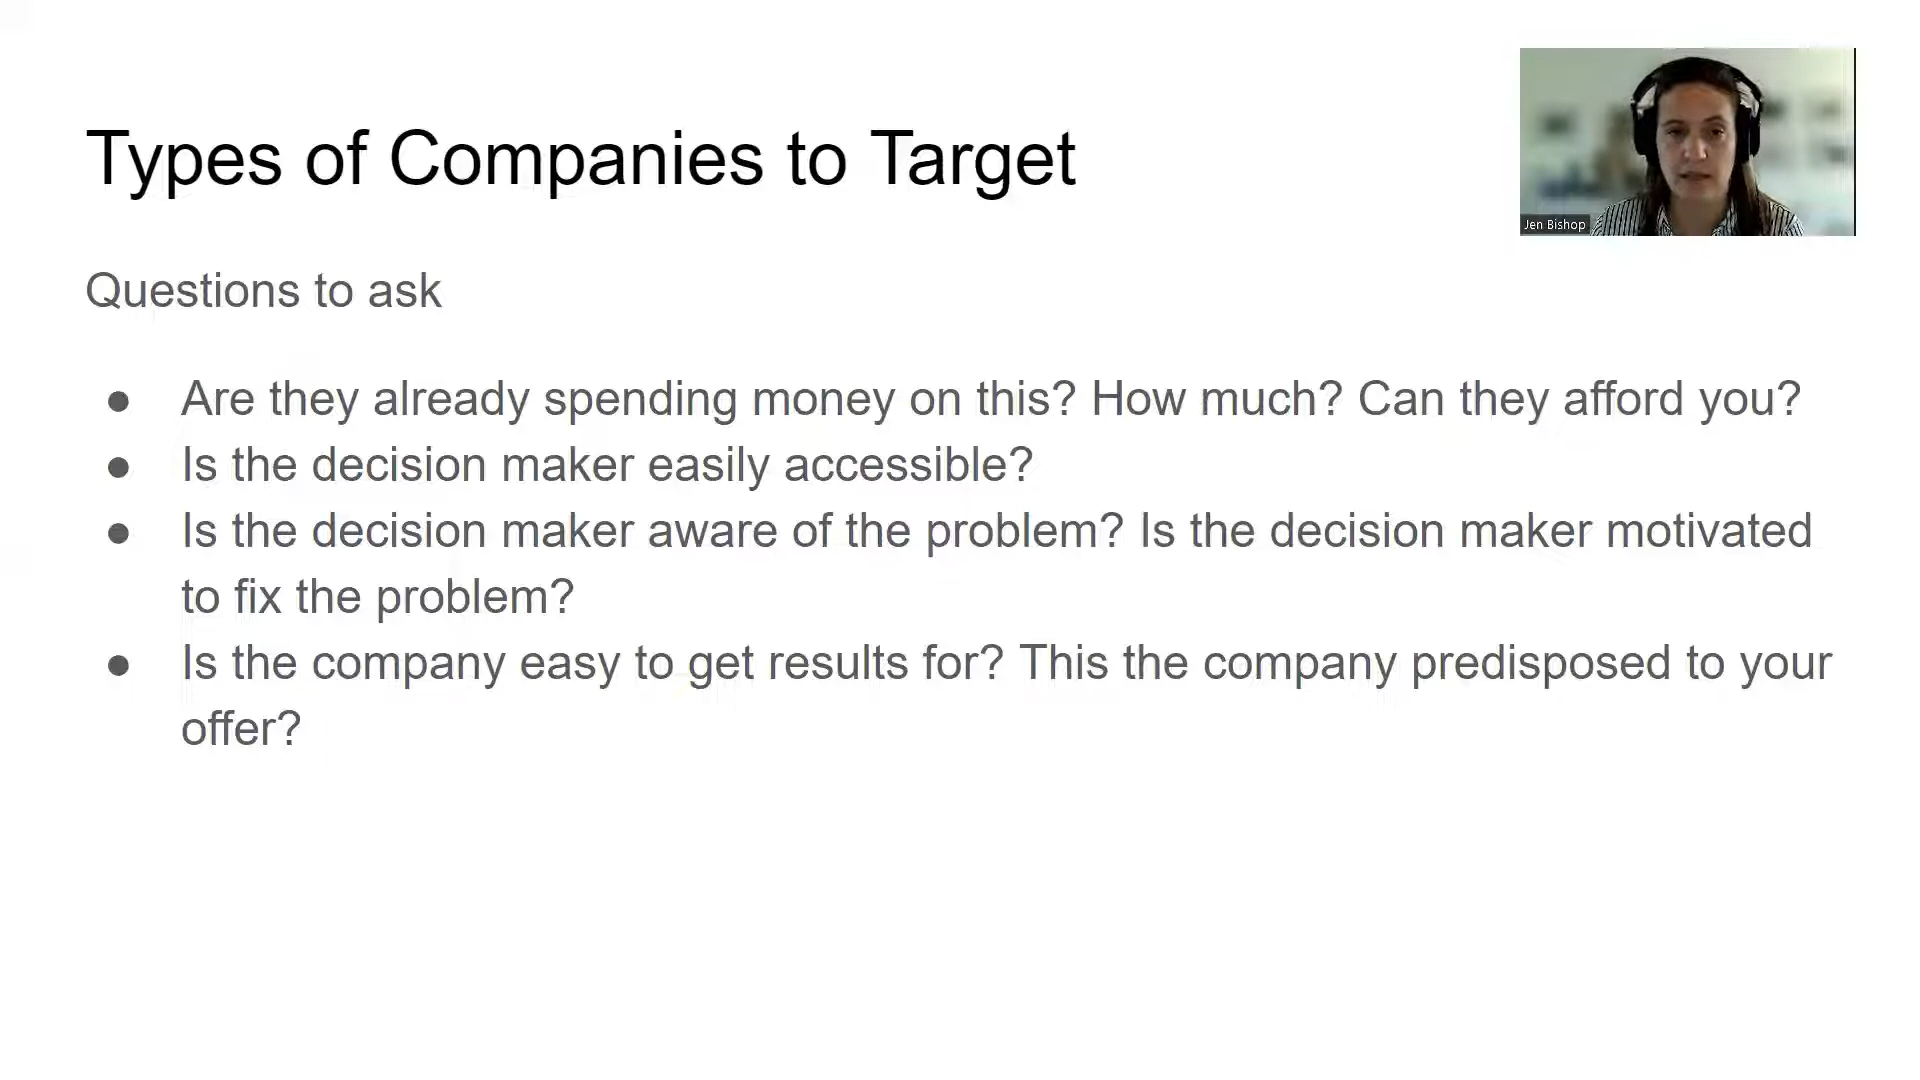 Types of Companies to Target
Jen Bishop
Questions to ask
● Are they already spending money on this? How much? Can they afford you?
● Is the decision maker easily accessible?
● Is the decision maker aware of the problem? Is the decision maker motivated
to fix the problem?
● Is the company easy to get results for? This the company predisposed to your
offer?